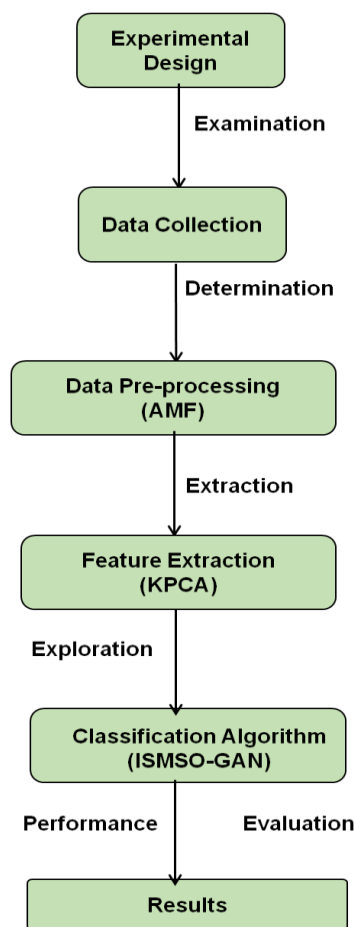 Experimental
Design
Examination
Data Collection
Determination
Data Pre-processing
(AMF)
Extraction
Feature Extraction
(KPCA)
Exploration
Classification Algorithm
(ISMSO-GAN)
Performance Evaluation
Results